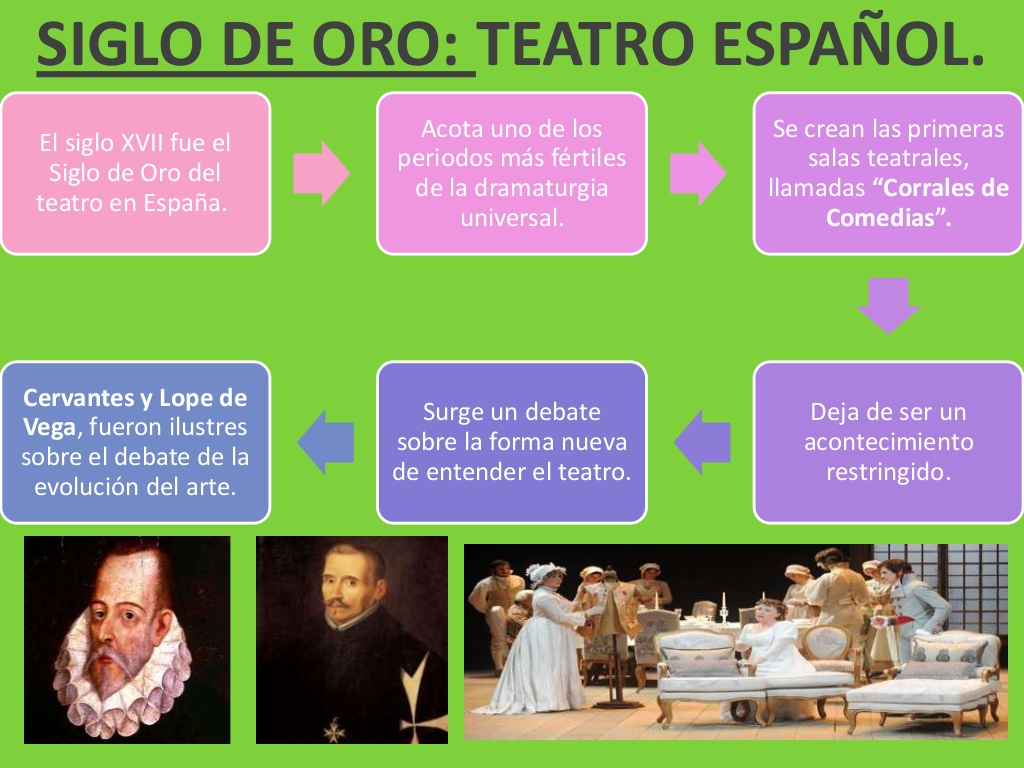 SIGLO DE ORO: TEATRO ESPAÑOL.
El siglo XVII fue el
Siglo de Oro del
teatro en España.
Acota uno de los
periodos más fértiles
de la dramaturgia
universal.
Se crean las primeras
salas teatrales,
llamadas “Corrales de
Comedias”.
Deja de ser un
acontecimiento
restringido.
Surge un debate
sobre la forma nueva
de entender el teatro.
Cervantes y Lope de
Vega, fueron ilustres
sobre el debate de la
evolución del arte.